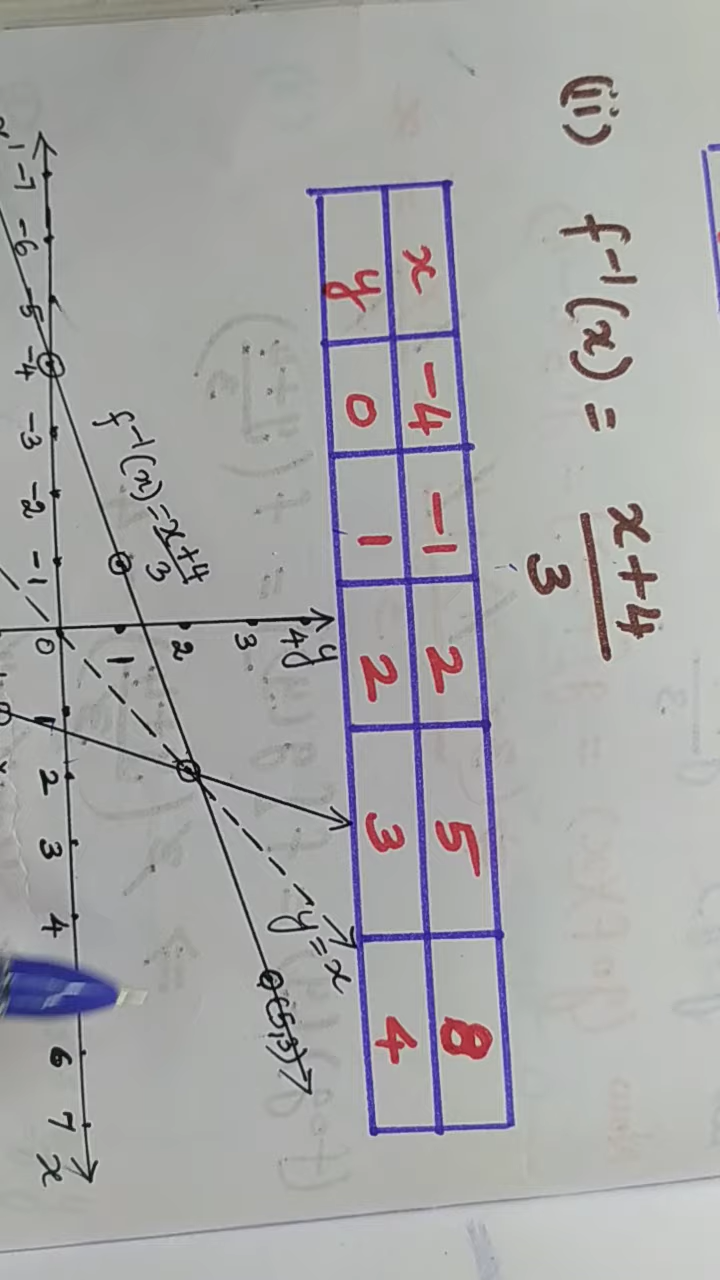 (ii) f⁻¹(x) = x+4/3
x -4 -1 2 5 8
y 0 1 2 3 4
y
4
3
(5,3)
y=x
2
f⁻¹(x)=x+4/3
1
x' -7 -6 -5 -4 -3 -2 -1 0 1 2 3 4 6 7 x